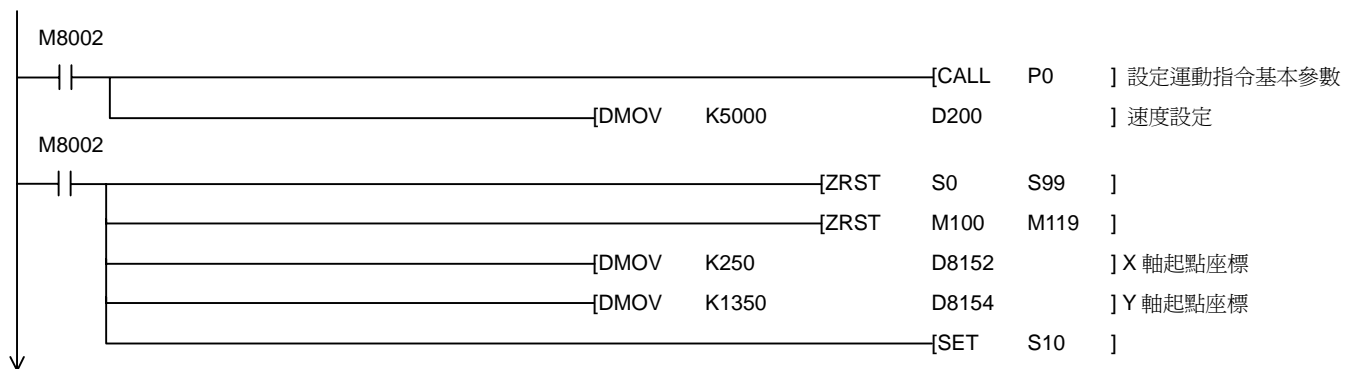 M8002
[CALL P0 ] 設定運動指令基本參數
[DMOV K5000 D200 ] 速度設定
M8002
[ZRST S0 S99 ]
[ZRST M100 M119 ]
[DMOV K250 D8152 ] X 軸起點座標
[DMOV K1350 D8154 ] Y 軸起點座標
[SET S10 ]